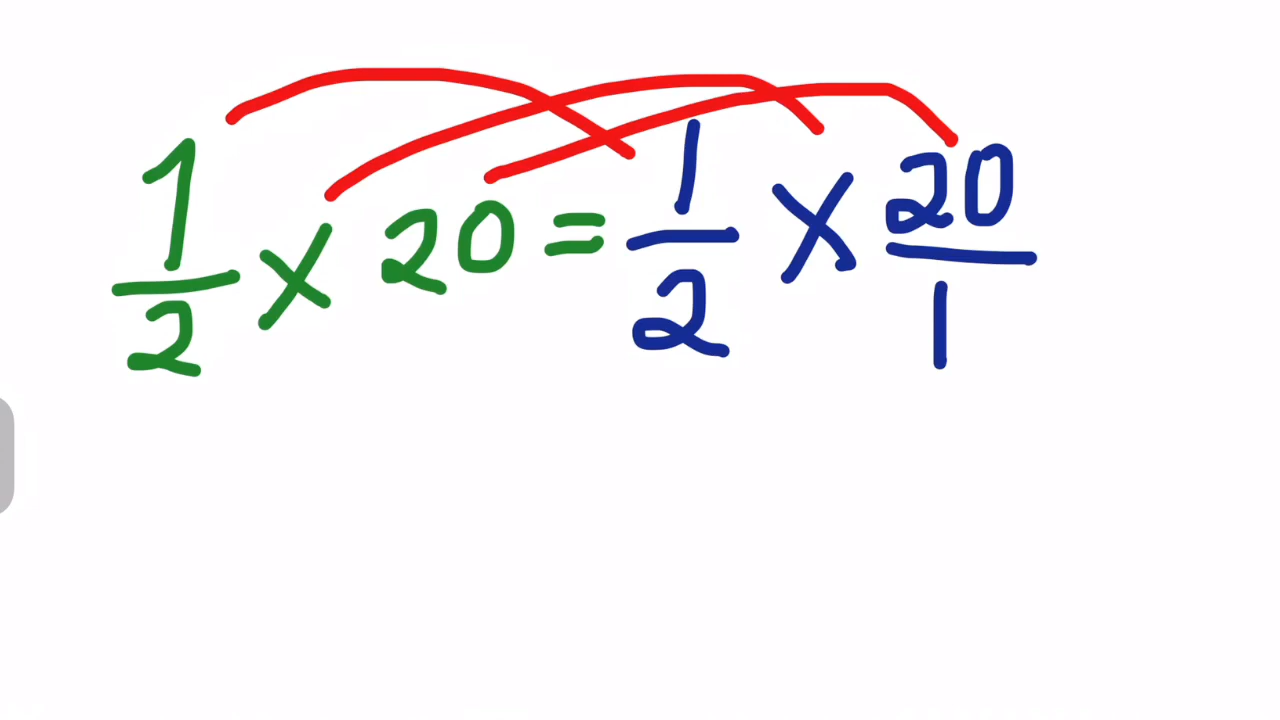 1/2 x 20 = 1/2 x 20/1